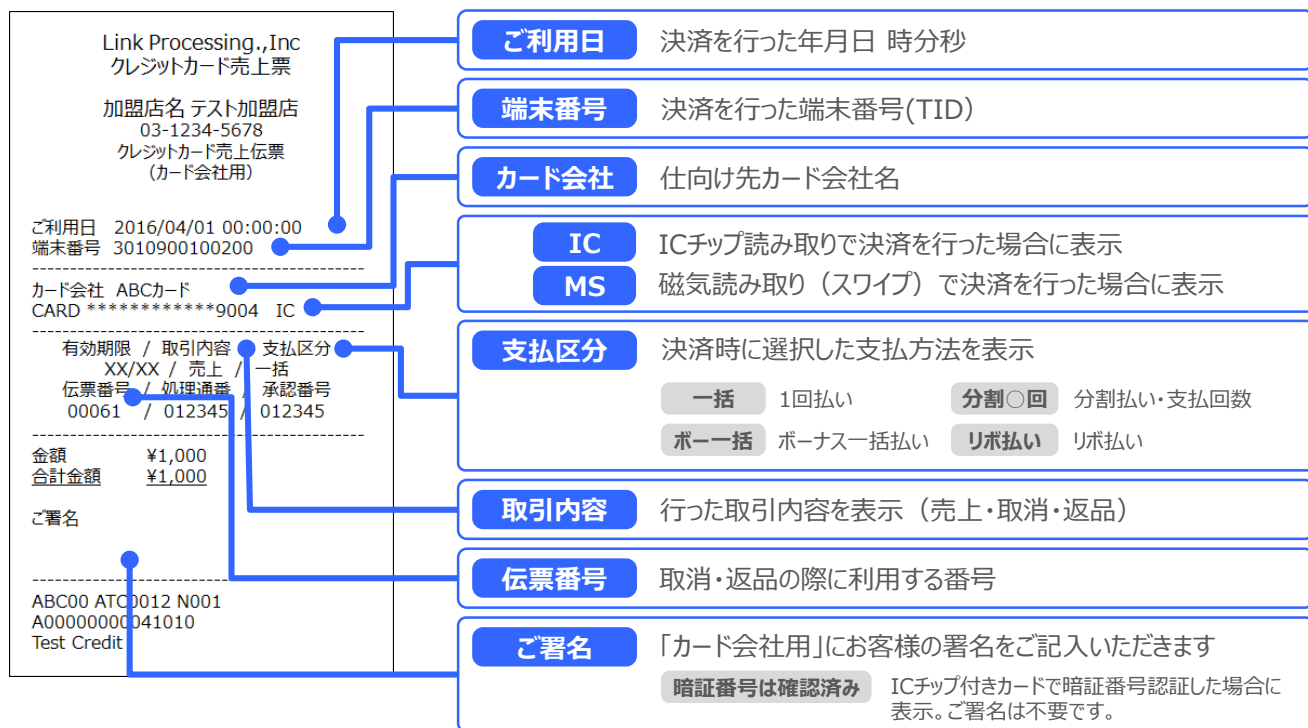 Link Processing.,Inc
クレジットカード売上票
加盟店名 テスト加盟店
03-1234-5678
クレジットカード売上伝票
(カード会社用)
ご利用日 2016/04/01 00:00:00
端末番号 3010900100200
カード会社 ABCカード
CARD ************9004 IC
有効期限 / 取引内容 / 支払区分
XX/XX / 売上 / 一括
伝票番号 / 処理通番 / 承認番号
00061 / 012345 / 012345
金額 ¥1,000
合計金額 ¥1,000
ご署名
ABC00 ATC0012 N001
A00000000041010
Test Credit
ご利用日 決済を行った年月日 時分秒
端末番号 決済を行った端末番号(TID)
カード会社 仕向け先カード会社名
IC ICチップ読み取りで決済を行った場合に表示
MS 磁気読み取り（スワイプ）で決済を行った場合に表示
支払区分 決済時に選択した支払方法を表示
一括 1回払い 分割○回 分割払い・支払回数
ボー一括 ボーナス一括払い リボ払い リボ払い
取引内容 行った取引内容を表示（売上・取消・返品）
伝票番号 取消・返品の際に利用する番号
ご署名 「カード会社用」にお客様の署名をご記入いただきます
暗証番号は確認済み ICチップ付きカードで暗証番号認証した場合に
表示。ご署名は不要です。